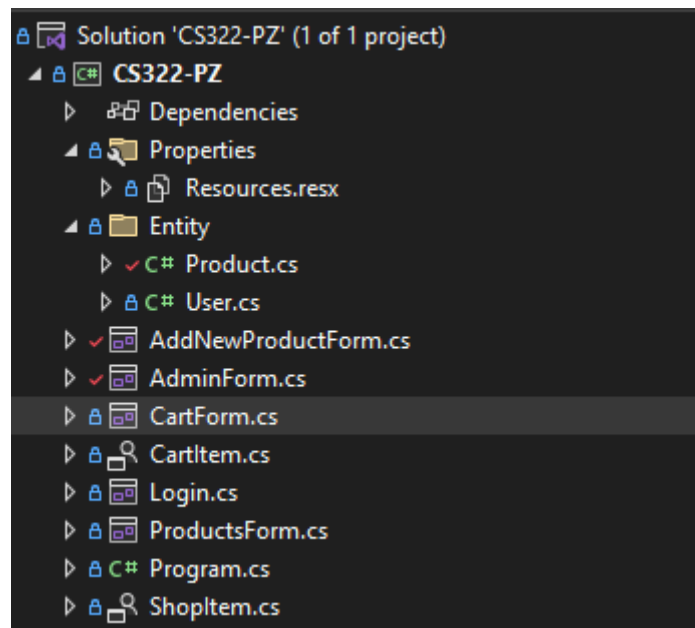 Solution 'CS322-PZ' (1 of 1 project)
C# CS322-PZ
Dependencies
Properties
Resources.resx
Entity
C# Product.cs
C# User.cs
AddNewProductForm.cs
AdminForm.cs
CartForm.cs
CartItem.cs
Login.cs
ProductsForm.cs
C# Program.cs
ShopItem.cs